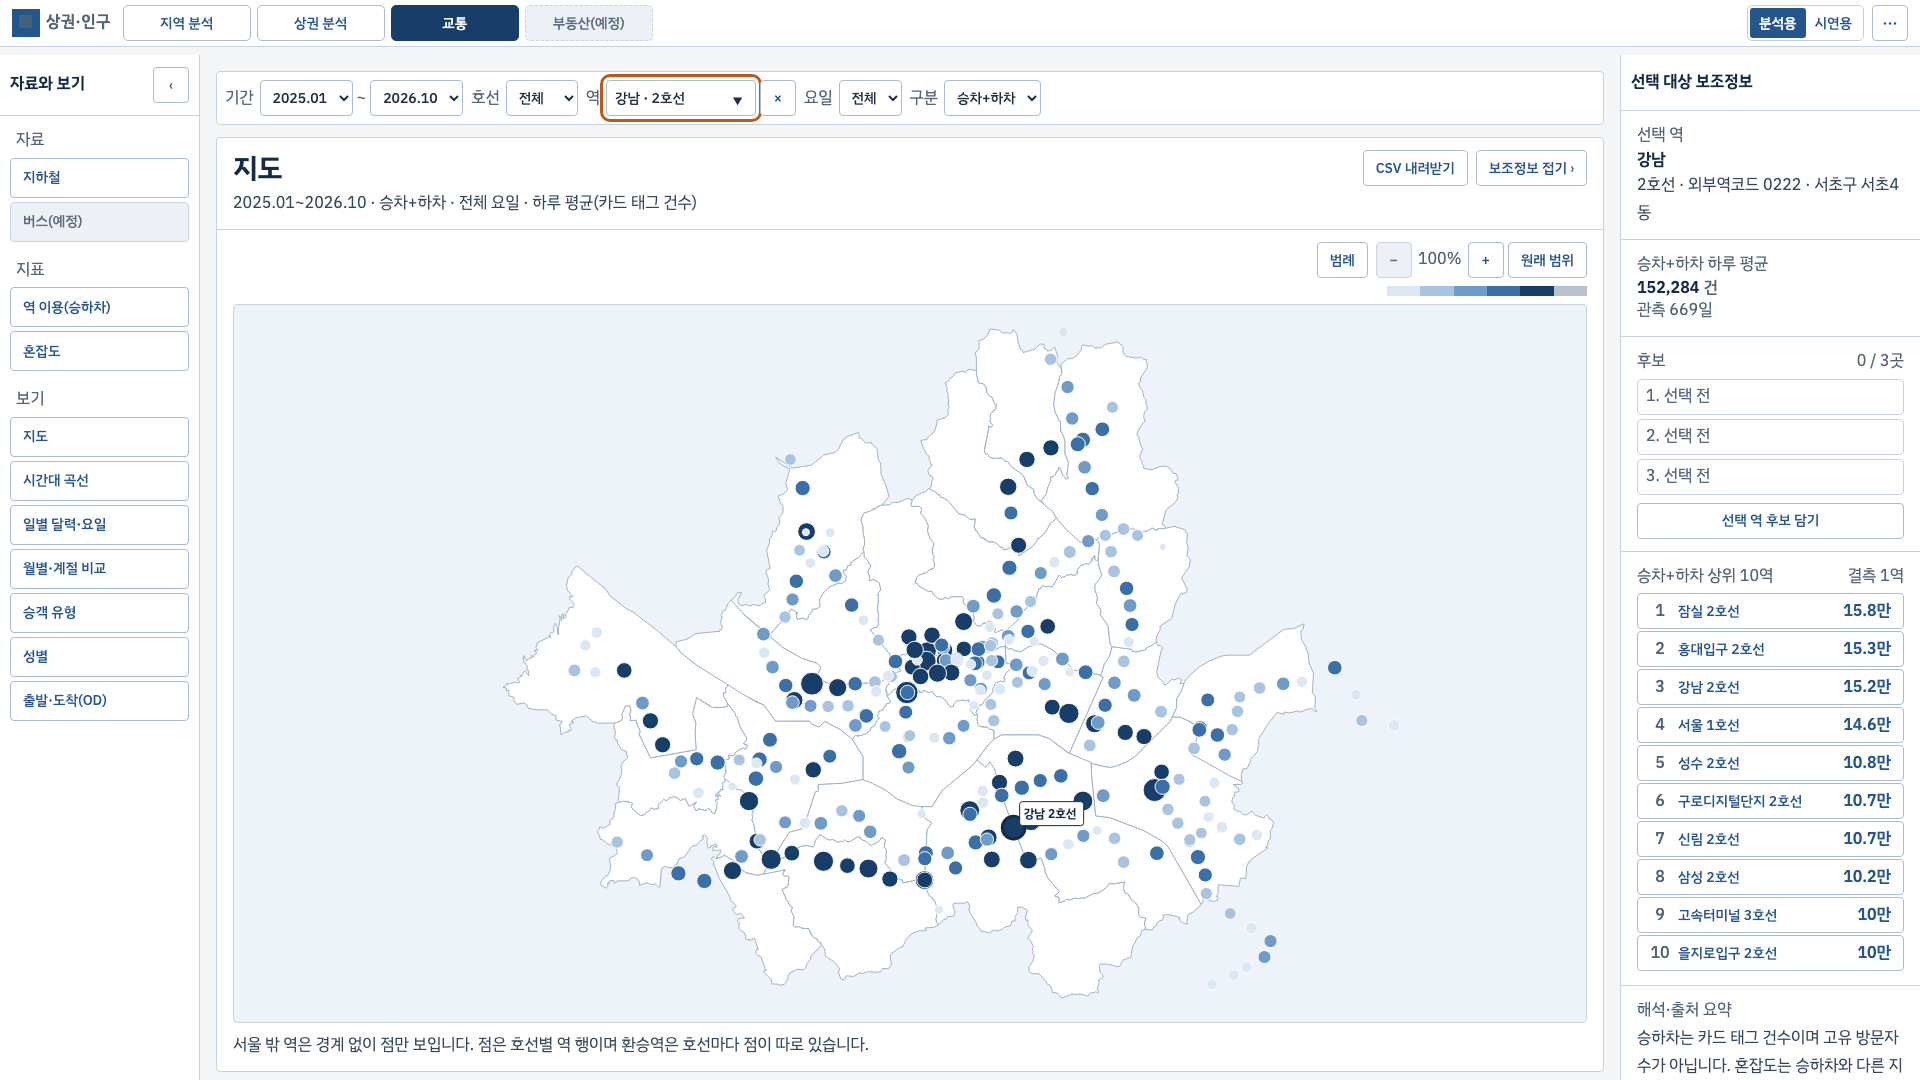 상권·인구
지역 분석
상권 분석
교통
부동산(예정)
분석용
시연용
···
자료와 보기
‹
자료
지하철
버스(예정)
지표
역 이용(승하차)
혼잡도
보기
지도
시간대 곡선
일별 달력·요일
월별·계절 비교
승객 유형
성별
출발·도착(OD)
기간 2025.01 ~ 2026.10 호선 전체 역 강남 · 2호선 × 요일 전체 구분 승차+하차
지도
2025.01~2026.10 · 승차+하차 · 전체 요일 · 하루 평균(카드 태그 건수)
CSV 내려받기
보조정보 접기 ›
범례
−
100%
+
원래 범위
강남 2호선
서울 밖 역은 경계 없이 점만 보입니다. 점은 호선별 역 행이며 환승역은 호선마다 점이 따로 있습니다.
선택 대상 보조정보
선택 역
강남
2호선 · 외부역코드 0222 · 서초구 서초4
동
승차+하차 하루 평균
152,284 건
관측 669일
후보 0 / 3곳
1. 선택 전
2. 선택 전
3. 선택 전
선택 역 후보 담기
승차+하차 상위 10역 결측 1역
1 잠실 2호선 15.8만
2 홍대입구 2호선 15.3만
3 강남 2호선 15.2만
4 서울 1호선 14.6만
5 성수 2호선 10.8만
6 구로디지털단지 2호선 10.7만
7 신림 2호선 10.7만
8 삼성 2호선 10.2만
9 고속터미널 3호선 10만
10 을지로입구 2호선 10만
해석·출처 요약
승하차는 카드 태그 건수이며 고유 방문자
수가 아닙니다. 혼잡도는 승하차와 다른 지